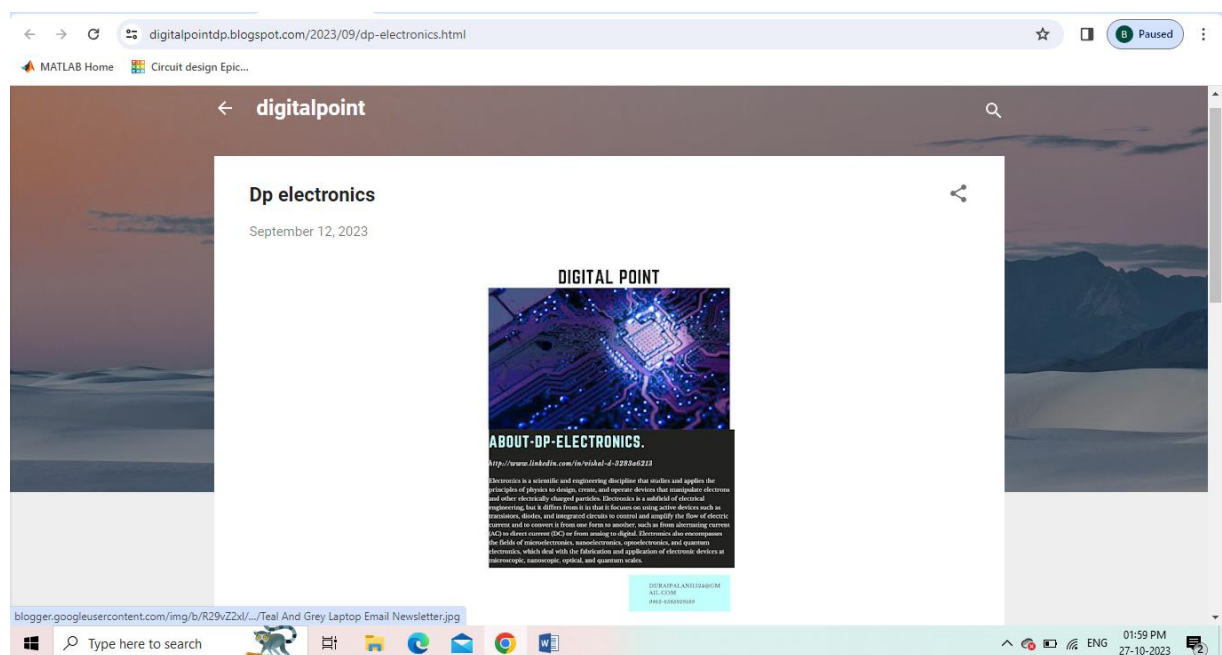 digitalpointdp.blogspot.com/2023/09/dp-electronics.html
B Paused
MATLAB Home Circuit design Epic...
digitalpoint
Dp electronics
September 12, 2023
DIGITAL POINT
ABOUT-DP-ELECTRONICS.
http://www.linkedin.com/in/vishal-d-3283a6213
Electronics is a scientific and engineering discipline that studies and applies the
principles of physics to design, create, and operate devices that manipulate electrons
and other electrically charged particles. Electronics is a subfield of electrical
engineering, but it differs from it in that it focuses on using active devices such as
transistors, diodes, and integrated circuits to control and amplify the flow of electric
current and to convert it from one form to another, such as from alternating current
(AC) to direct current (DC) or from analog to digital. Electronics also encompasses
the fields of microelectronics, nanoelectronics, optoelectronics, and quantum
electronics, which deal with the fabrication and application of electronic devices at
microscopic, nanoscopic, optical, and quantum scales.
AIL.COM
blogger.googleusercontent.com/img/b/R29vZ2xl/.../Teal And Grey Laptop Email Newsletter.jpg
Type here to search
W
ENG
01:59 PM
27-10-2023
2